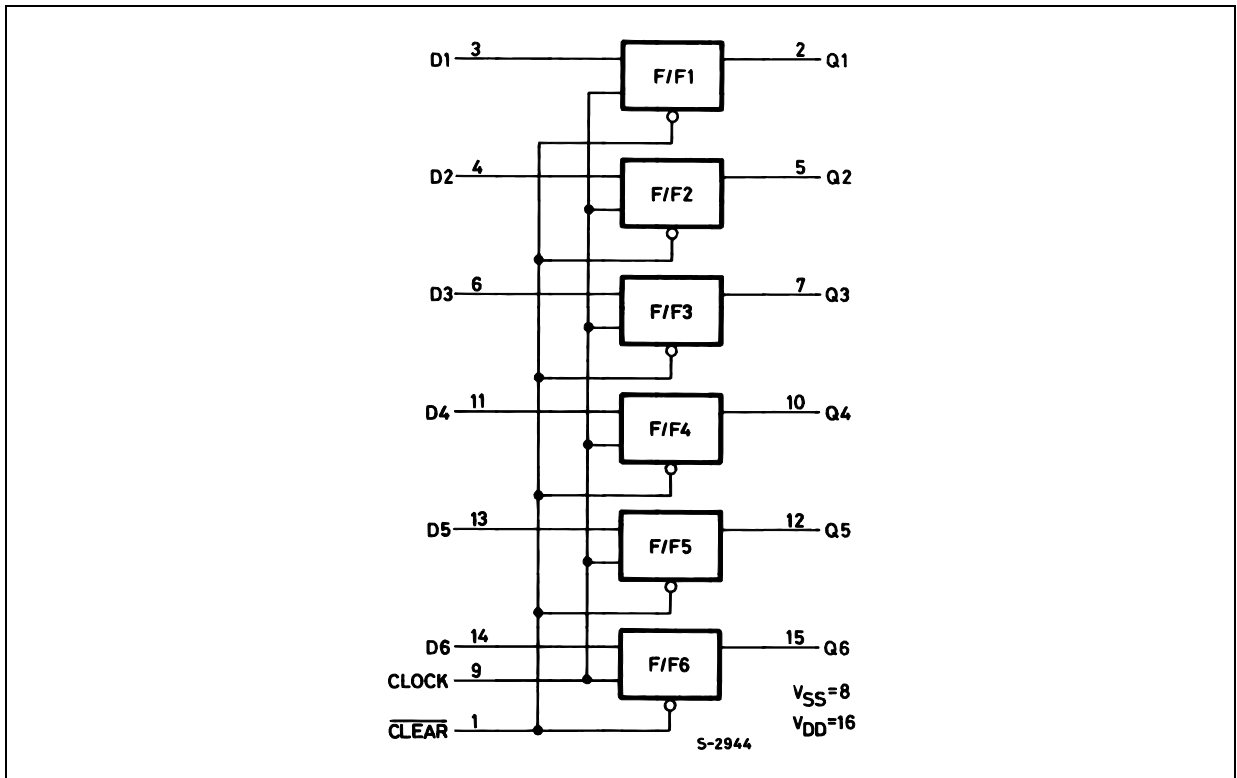 D1 3 F/F1 2 Q1
D2 4 F/F2 5 Q2
D3 6 F/F3 7 Q3
D4 11 F/F4 10 Q4
D5 13 F/F5 12 Q5
D6 14 F/F6 15 Q6
CLOCK 9
VSS=8
CLEAR 1
VDD=16
S-2944